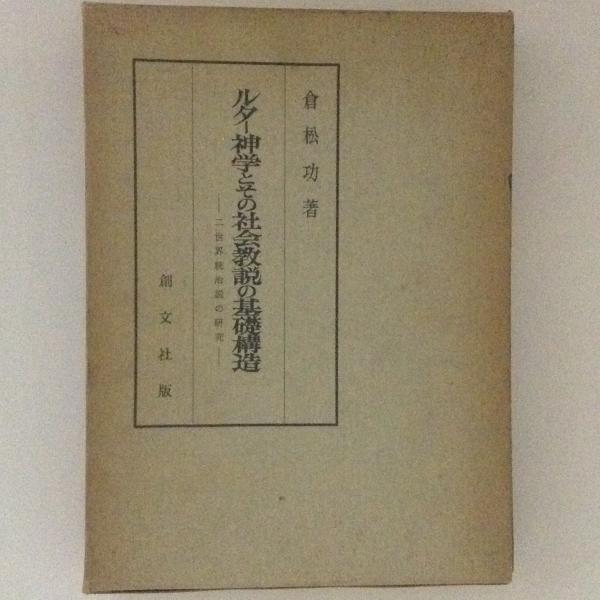 倉松功著
ルター神学とその社会教説の基礎構造
――二世界統治説の研究――
創文社版